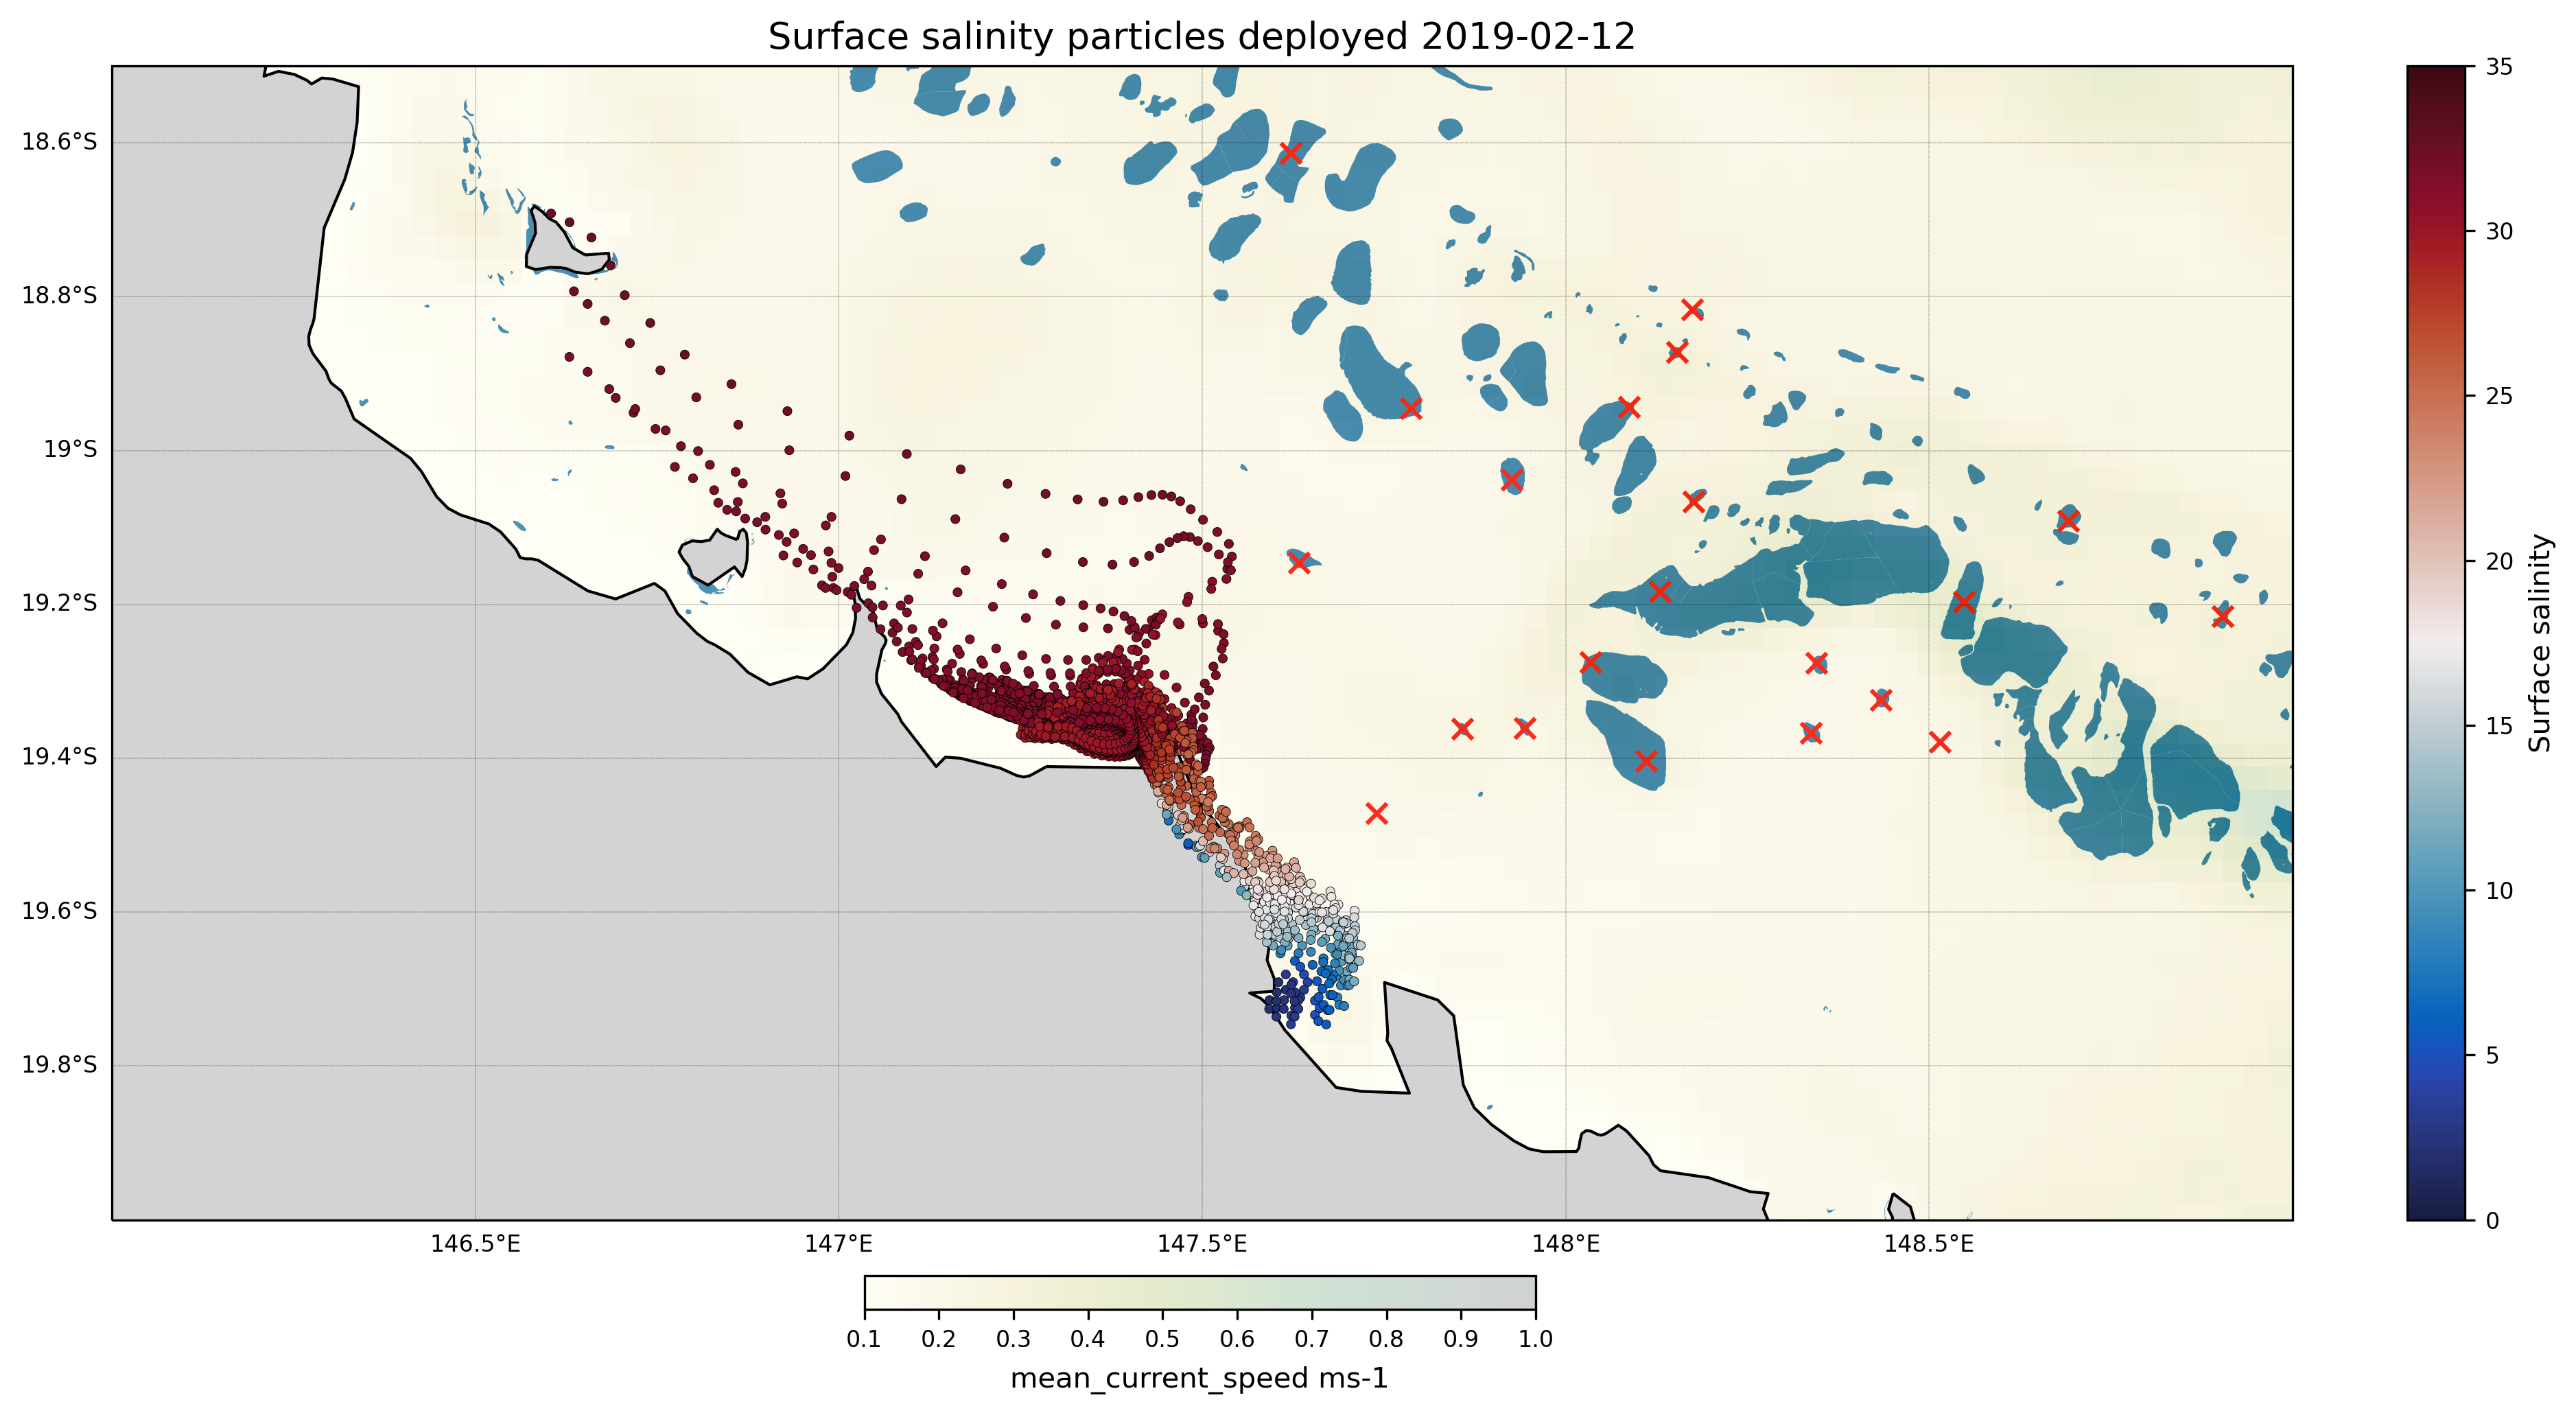 Surface salinity particles deployed 2019-02-12
18.6°S
18.8°S
19°S
19.2°S
19.4°S
19.6°S
19.8°S
146.5°E
147°E
147.5°E
148°E
148.5°E
35
30
25
20
15
10
5
0
Surface salinity
0.1
0.2
0.3
0.4
0.5
0.6
0.7
0.8
0.9
1.0
mean_current_speed ms-1